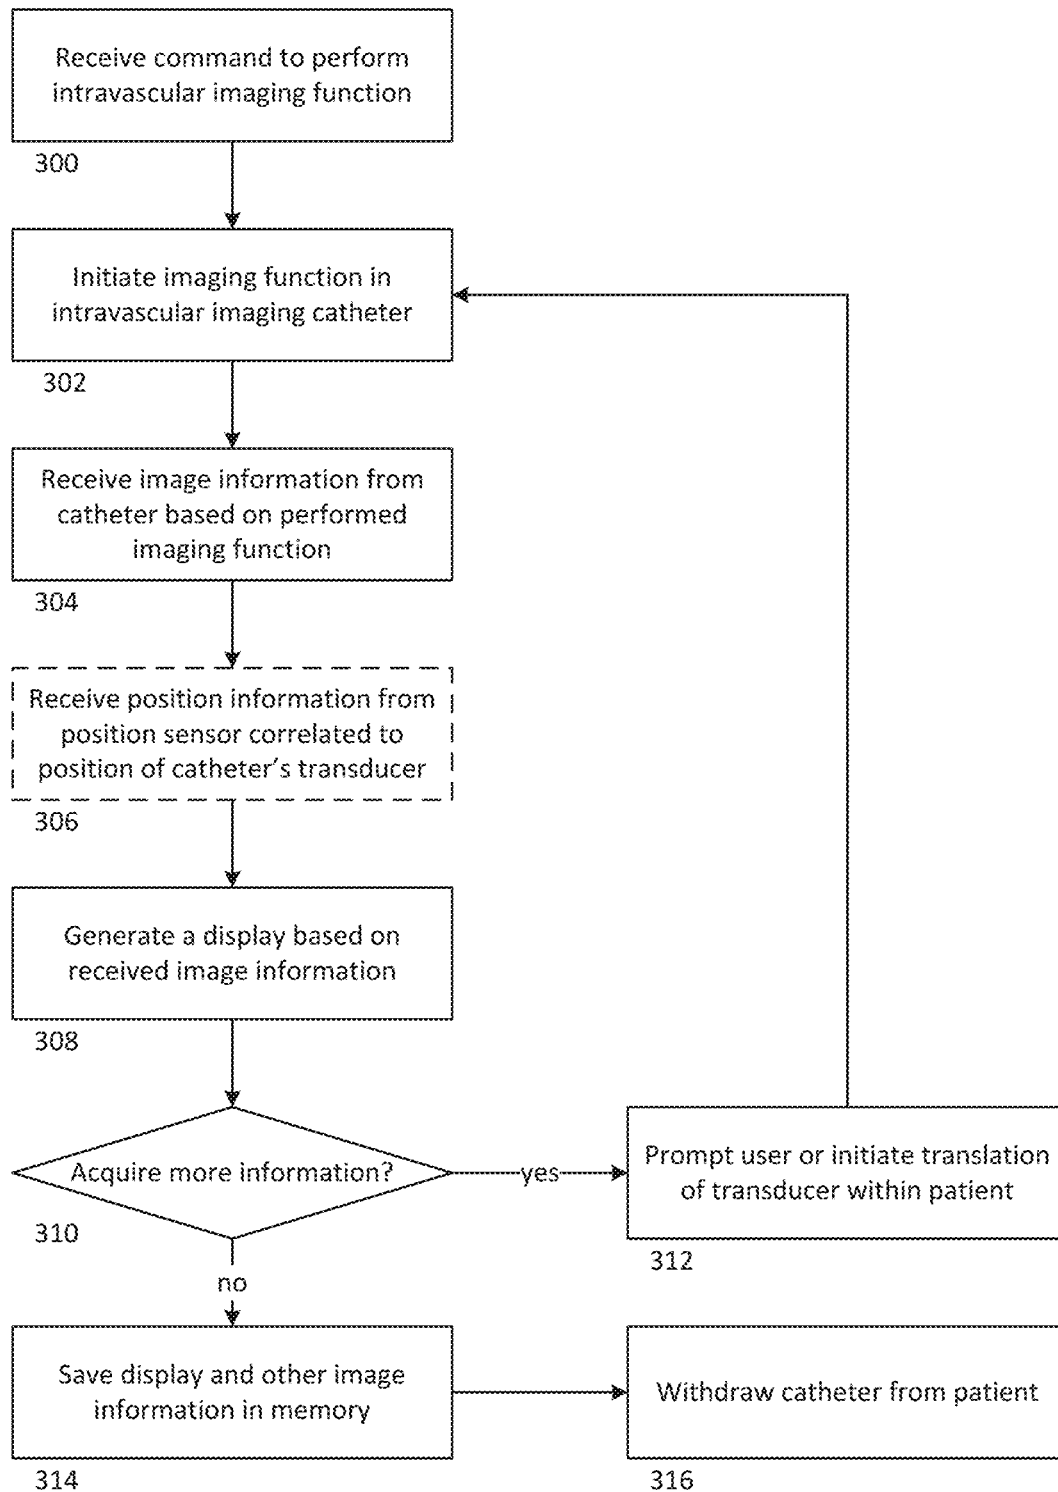 Receive command to perform
intravascular imaging function
300
Initiate imaging function in
intravascular imaging catheter
302
Receive image information from
catheter based on performed
imaging function
304
Receive position information from
position sensor correlated to
position of catheter's transducer
306
Generate a display based on
received image information
308
Acquire more information?
yes
310
Prompt user or initiate translation
of transducer within patient
312
no
Save display and other image
information in memory
314
Withdraw catheter from patient
316